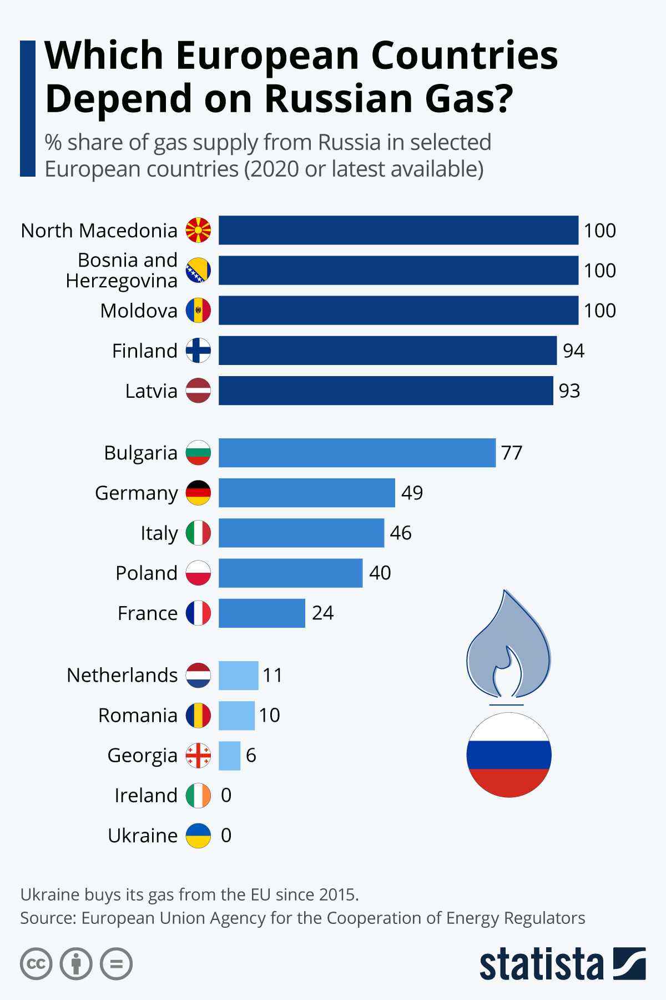 Which European Countries
Depend on Russian Gas?
% share of gas supply from Russia in selected
European countries (2020 or latest available)
North Macedonia 100
Bosnia and
Herzegovina 100
Moldova 100
Finland 94
Latvia 93
Bulgaria 77
Germany 49
Italy 46
Poland 40
France 24
Netherlands 11
Romania 10
Georgia 6
Ireland 0
Ukraine 0
Ukraine buys its gas from the EU since 2015.
Source: European Union Agency for the Cooperation of Energy Regulators
cc = statista